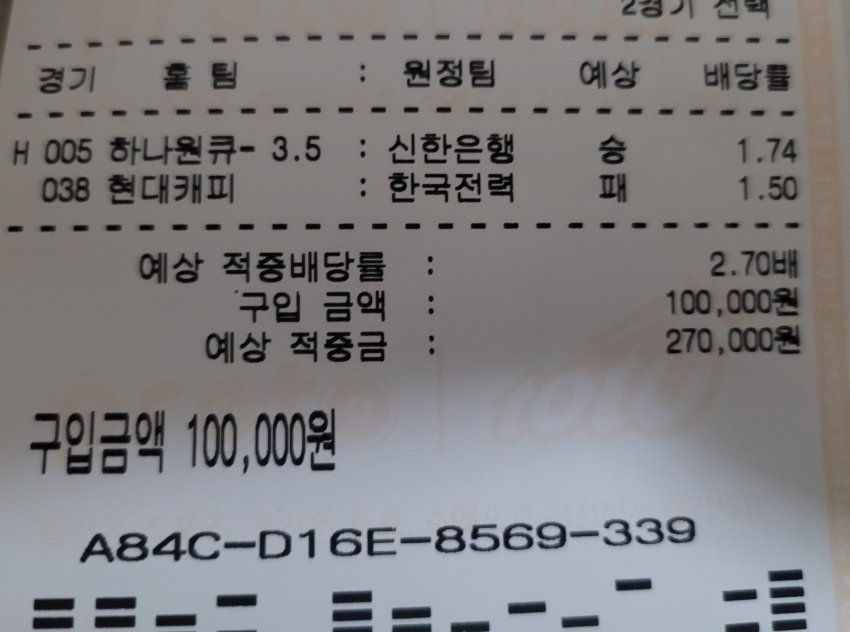 2경기 선택
경기 홈 팀 : 원정팀 예상 배당률
H 005 하나원큐- 3.5 : 신한은행 승 1.74
038 현대캐피 : 한국전력 패 1.50
예상 적중배당률 : 2.70배
구입 금액 : 100,000원
예상 적중금 : 270,000원
구입금액 100,000원
A84C-D16E-8569-339